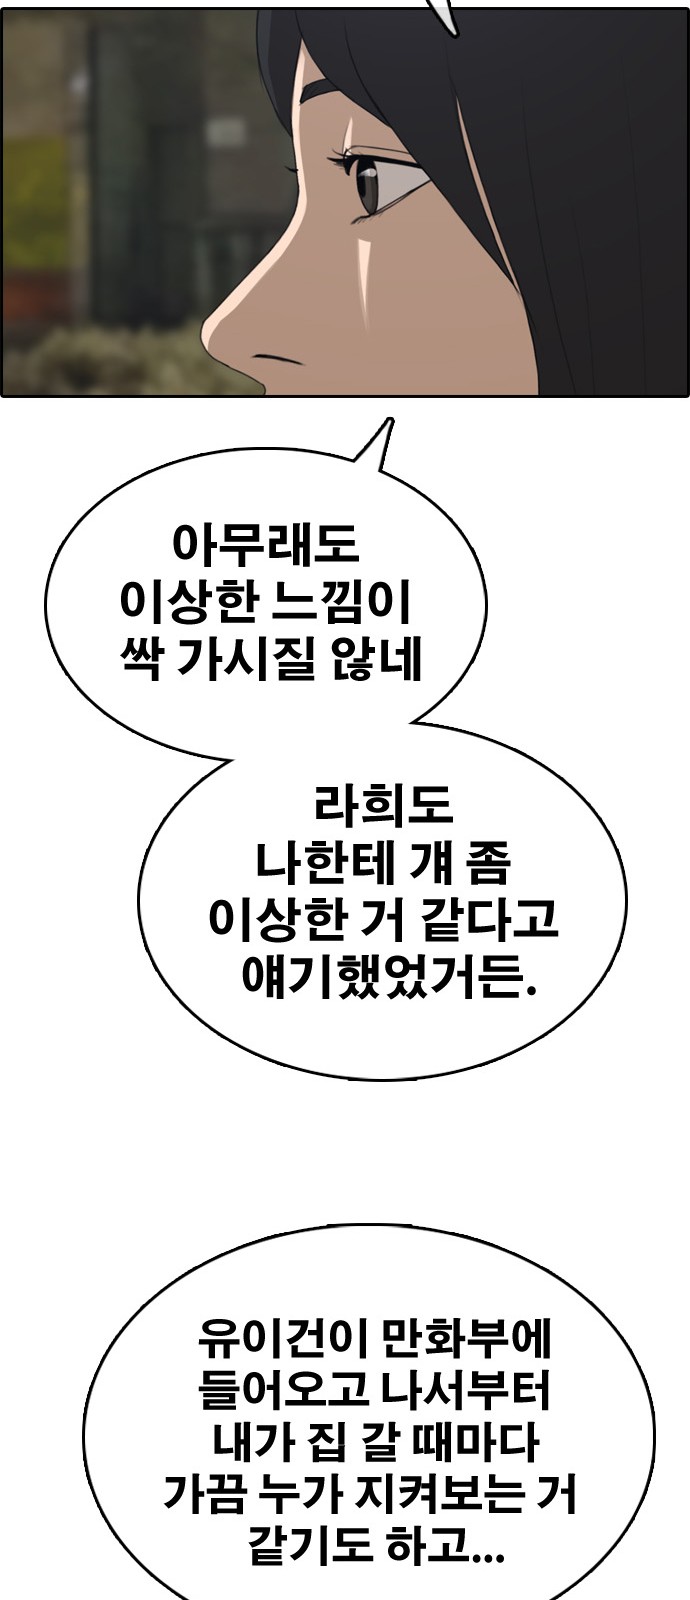 아무래도
이상한 느낌이
싹 가시질 않네
라희도
나한테 걔 좀
이상한 거 같다고
얘기했었거든.
유이건이 만화부에
들어오고 나서부터
내가 집 갈 때마다
가끔 누가 지켜보는 거
같기도 하고...